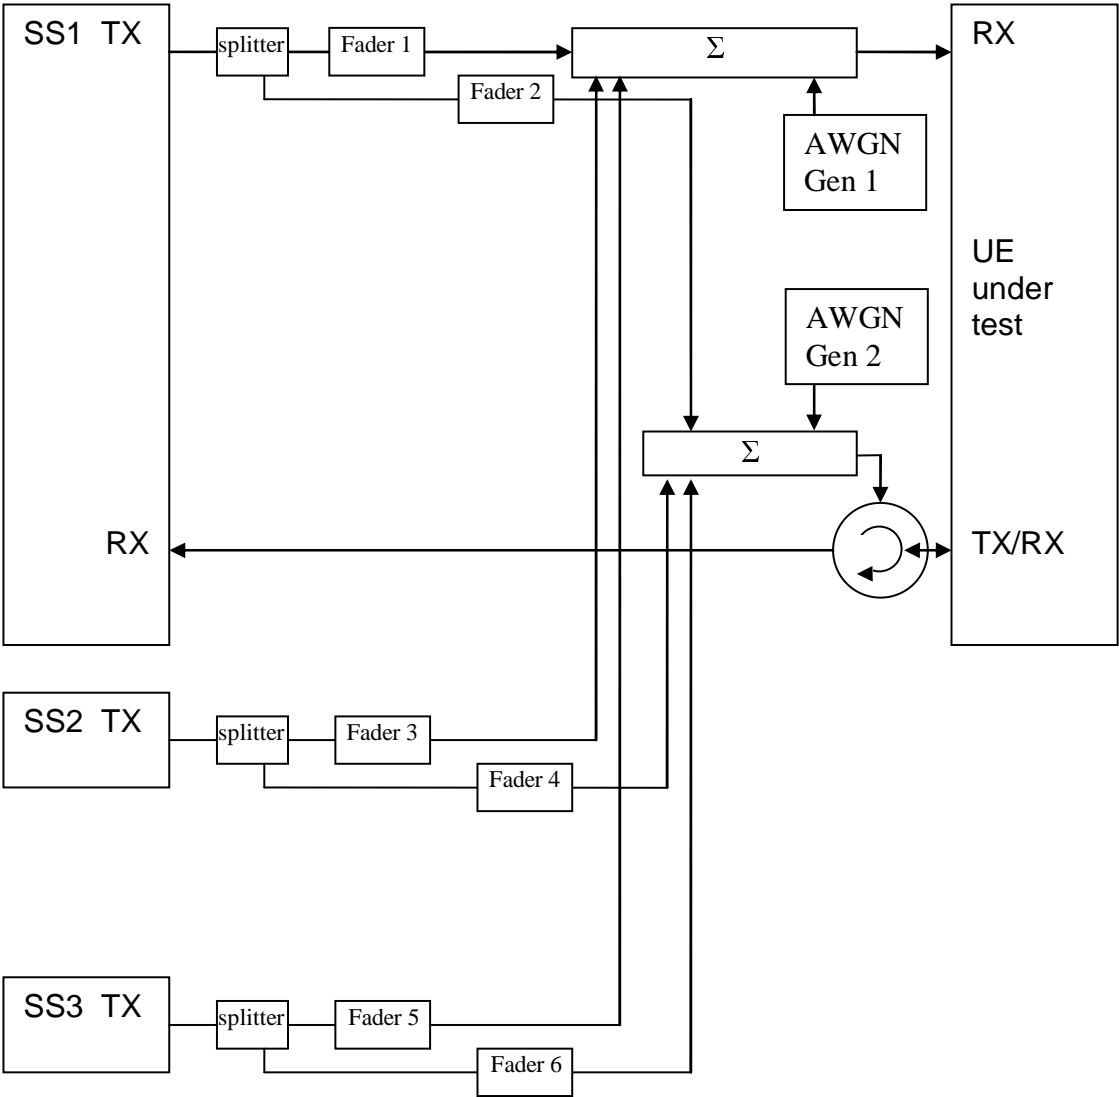 SS1 TX
splitter
Fader 1
Σ
RX
Fader 2
AWGN
Gen 1
UE
under
test
AWGN
Gen 2
Σ
RX
TX/RX
SS2 TX
splitter
Fader 3
Fader 4
SS3 TX
splitter
Fader 5
Fader 6